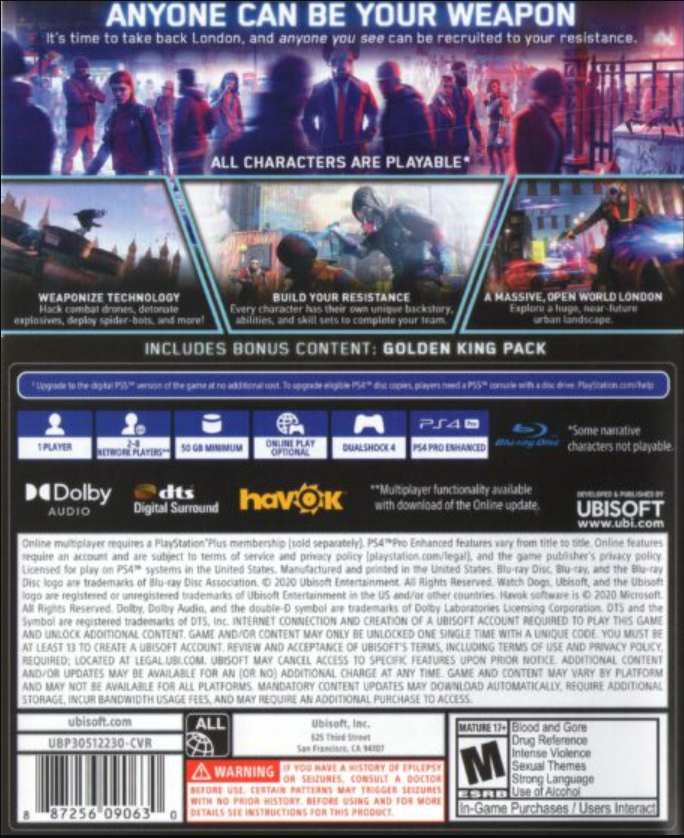 ANYONE CAN BE YOUR WEAPON
It's time to take back London, and anyone you see can be recruited to your resistance.
ALL CHARACTERS ARE PLAYABLE*
WEAPONIZE TECHNOLOGY
Hack combat drones, detonate
explosives, deploy spider-bots, and more!
BUILD YOUR RESISTANCE
Every character has their own unique backstory,
abilities, and skill sets to complete your team.
A MASSIVE, OPEN WORLD LONDON
Explore a huge, near-future
urban landscape.
INCLUDES BONUS CONTENT: GOLDEN KING PACK
Upgrade to the digital PS5™ version of the game at no additional cost. To upgrade eligible PS4™ disc copies, players need a PS5™ console with a disc drive. PlayStation.com/help
1 PLAYER
2-8
NETWORK PLAYERS**
50 GB MINIMUM
ONLINE PLAY
OPTIONAL
DUALSHOCK 4
PS4 Pro
PS4 PRO ENHANCED
Blu-ray Disc
*Some narrative
characters not playable.
Dolby
AUDIO
dts
Digital Surround
havok
**Multiplayer functionality available
with download of the Online update.
DEVELOPED & PUBLISHED BY
UBISOFT
www.ubi.com
Online multiplayer requires a PlayStation®Plus membership (sold separately). PS4™Pro Enhanced features vary from title to title. Online features
require an account and are subject to terms of service and privacy policy (playstation.com/legal), and the game publisher's privacy policy.
Licensed for play on PS4™ systems in the United States. Manufactured and printed in the United States. Blu-ray Disc, Blu-ray, and the Blu-ray
Disc logo are trademarks of Blu-ray Disc Association. © 2020 Ubisoft Entertainment. All Rights Reserved. Watch Dogs, Ubisoft, and the Ubisoft
logo are registered or unregistered trademarks of Ubisoft Entertainment in the US and/or other countries. Havok software is © 2020 Microsoft.
All Rights Reserved. Dolby, Dolby Audio, and the double-D symbol are trademarks of Dolby Laboratories Licensing Corporation. DTS and the
Symbol are registered trademarks of DTS, Inc. INTERNET CONNECTION AND CREATION OF A UBISOFT ACCOUNT REQUIRED TO PLAY THIS GAME
AND UNLOCK ADDITIONAL CONTENT. GAME AND/OR CONTENT MAY ONLY BE UNLOCKED ONE SINGLE TIME WITH A UNIQUE CODE. YOU MUST BE
AT LEAST 13 TO CREATE A UBISOFT ACCOUNT. REVIEW AND ACCEPTANCE OF UBISOFT'S TERMS, INCLUDING TERMS OF USE AND PRIVACY POLICY,
REQUIRED; LOCATED AT LEGAL.UBI.COM. UBISOFT MAY CANCEL ACCESS TO SPECIFIC FEATURES UPON PRIOR NOTICE. ADDITIONAL CONTENT
AND/OR UPDATES MAY BE AVAILABLE FOR AN (OR NO) ADDITIONAL CHARGE AT ANY TIME. GAME AND CONTENT MAY VARY BY PLATFORM
AND MAY NOT BE AVAILABLE FOR ALL PLATFORMS. MANDATORY CONTENT UPDATES MAY DOWNLOAD AUTOMATICALLY, REQUIRE ADDITIONAL
STORAGE, INCUR BANDWIDTH USAGE FEES, AND MAY REQUIRE AN ADDITIONAL PURCHASE TO ACCESS.
ubisoft.com
UBP30512230-CVR
8 87256 09063 0
ALL
Ubisoft, Inc.
625 Third Street
San Francisco, CA 94107
WARNING IF YOU HAVE A HISTORY OF EPILEPSY
OR SEIZURES, CONSULT A DOCTOR
BEFORE USE. CERTAIN PATTERNS MAY TRIGGER SEIZURES
WITH NO PRIOR HISTORY. BEFORE USING AND FOR MORE
DETAILS SEE INSTRUCTIONS FOR THIS PRODUCT.
MATURE 17+
M
ESRB
Blood and Gore
Drug Reference
Intense Violence
Sexual Themes
Strong Language
Use of Alcohol
In-Game Purchases / Users Interact